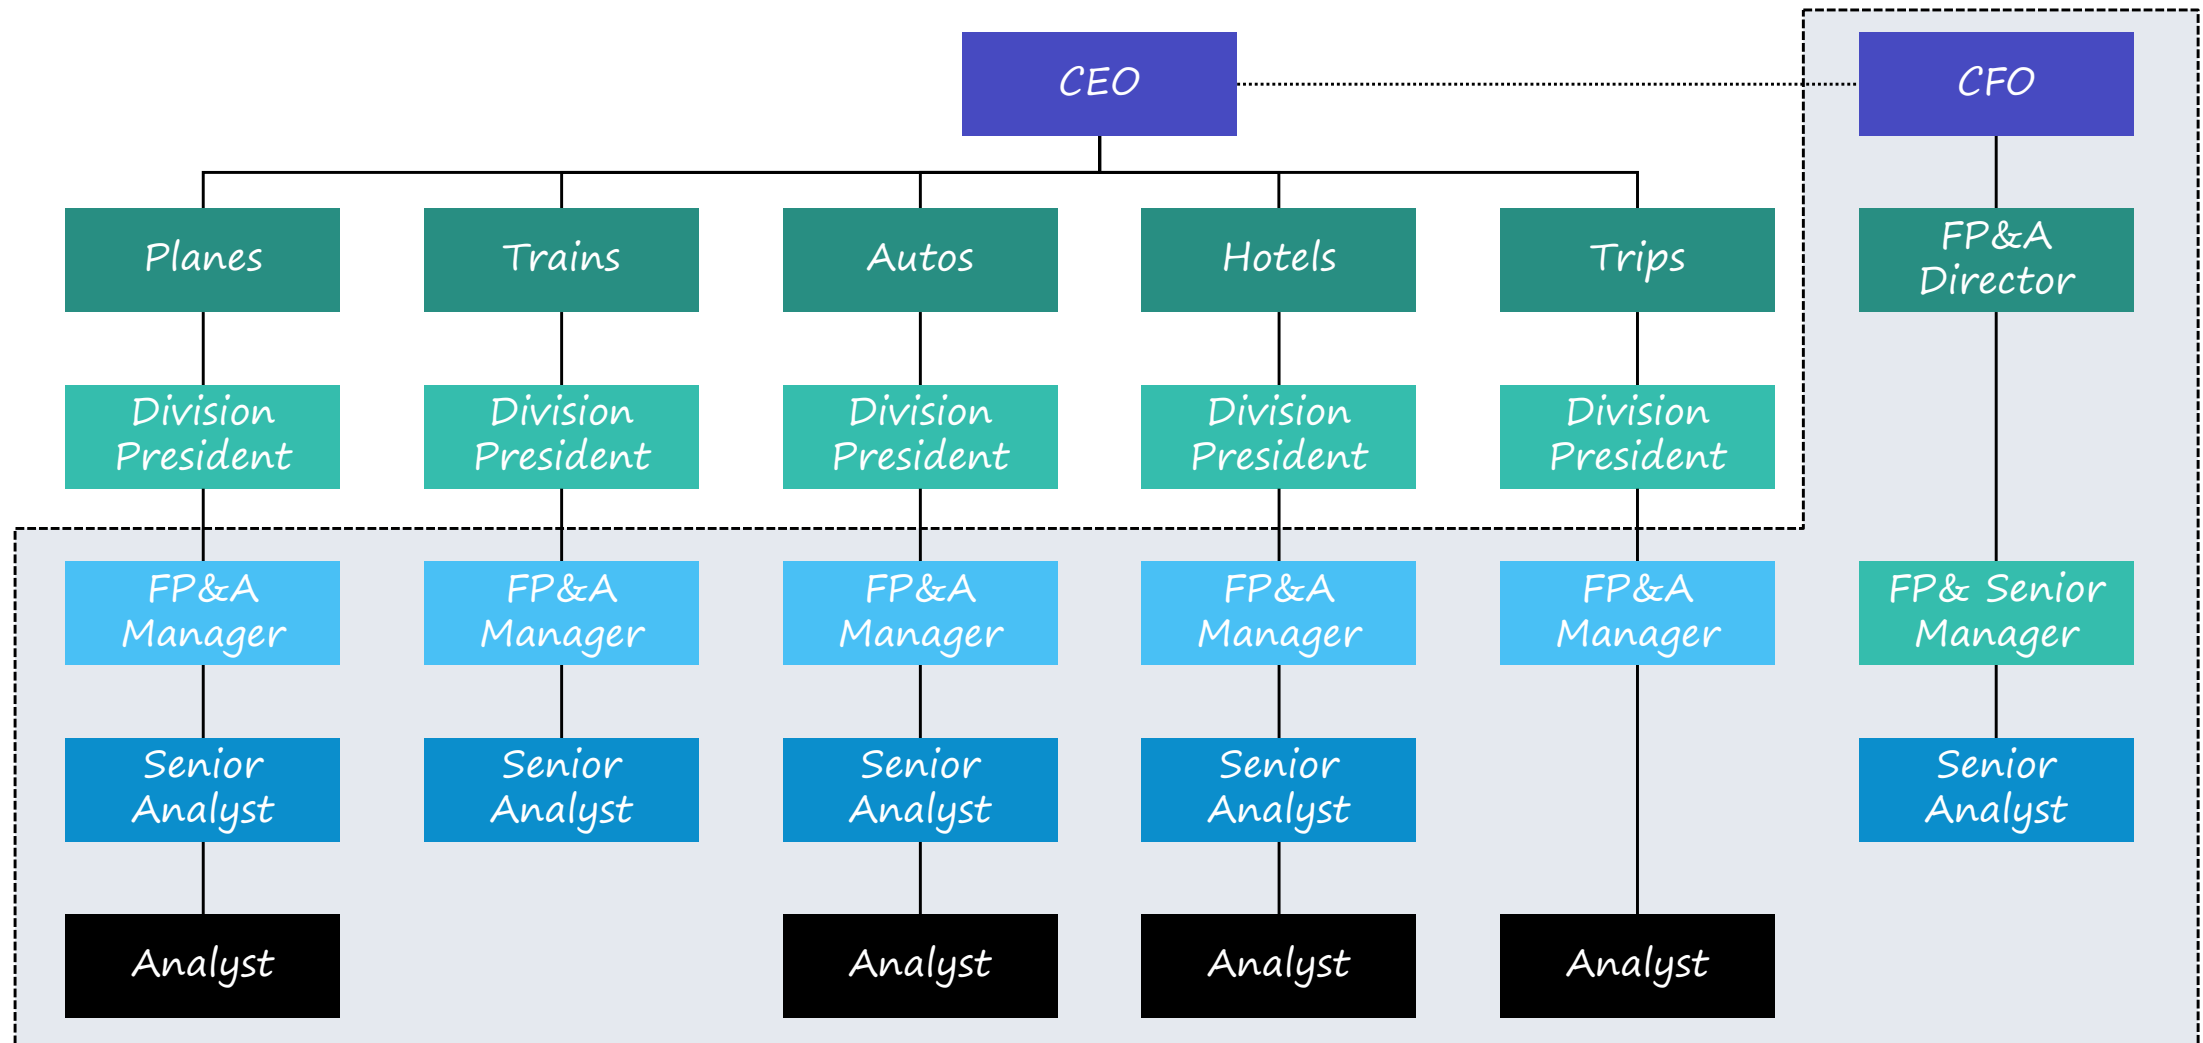 CEO
CFO
Planes
Trains
Autos
Hotels
Trips
FP&A
Director
Division
President
Division
President
Division
President
Division
President
Division
President
FP&A
Manager
FP&A
Manager
FP&A
Manager
FP&A
Manager
FP&A
Manager
FP& Senior
Manager
Senior
Analyst
Senior
Analyst
Senior
Analyst
Senior
Analyst
Senior
Analyst
Analyst
Analyst
Analyst
Analyst